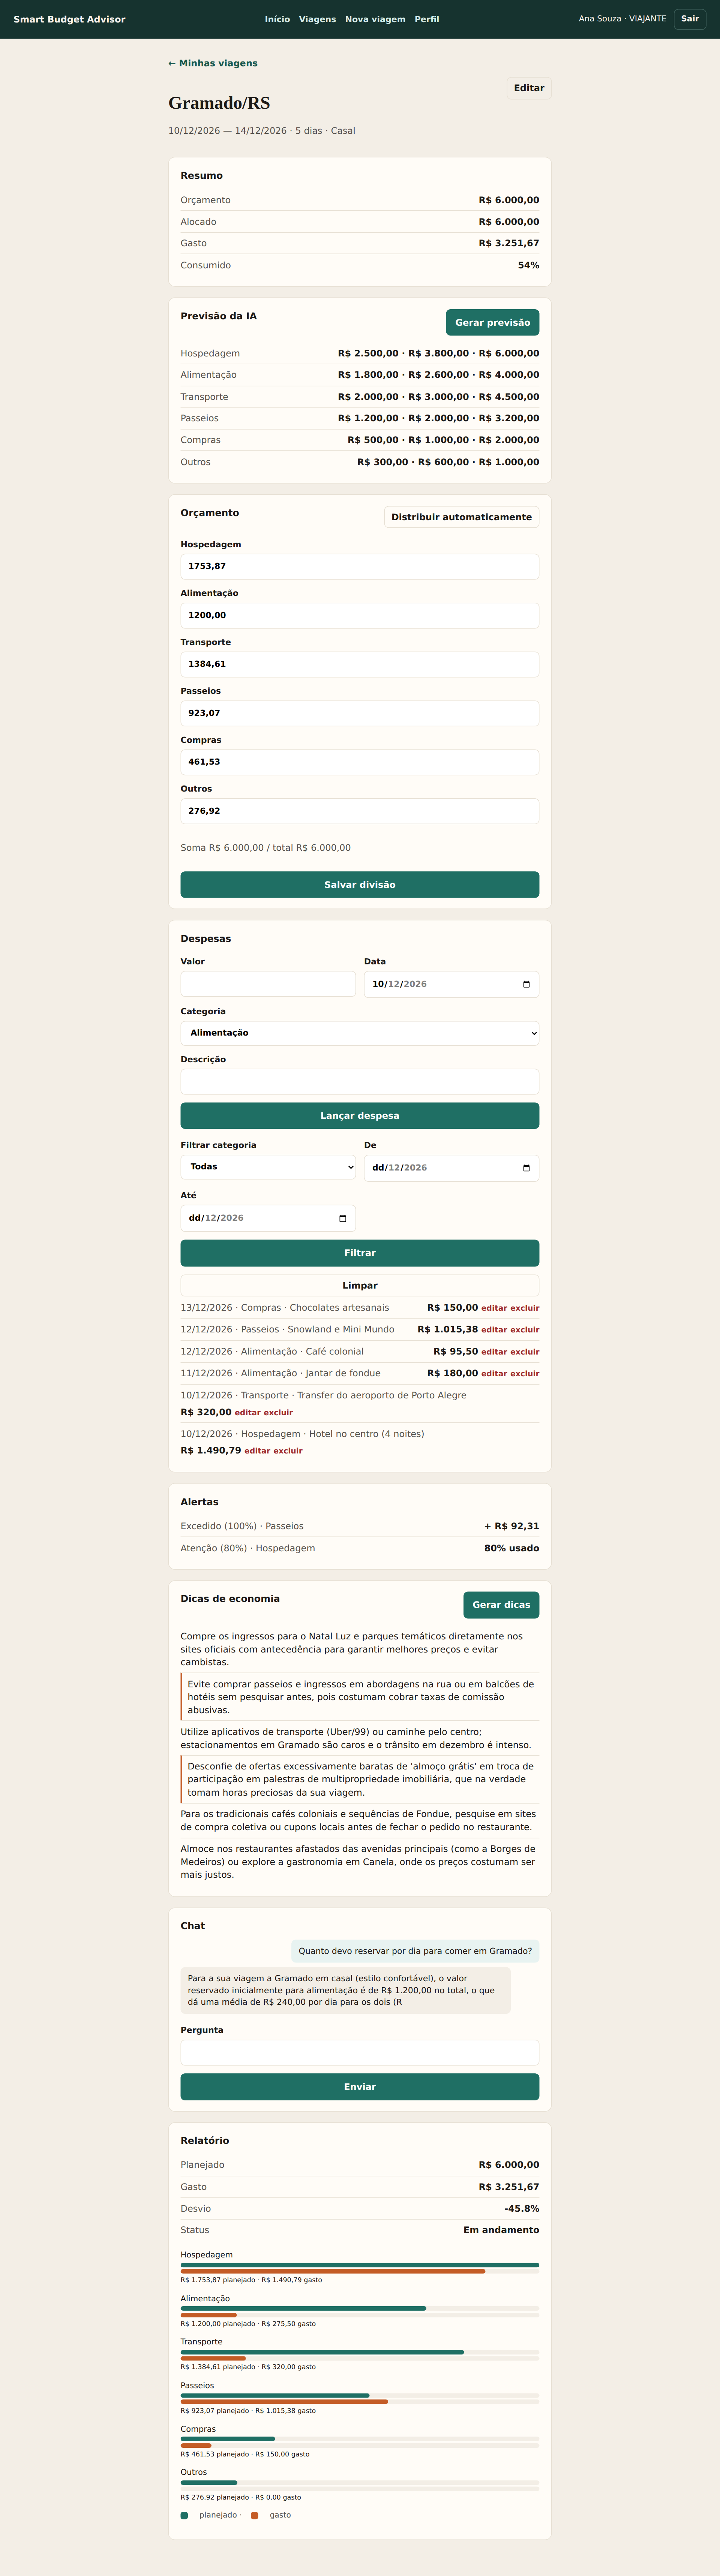 Smart Budget Advisor
Início Viagens Nova viagem Perfil
Ana Souza · VIAJANTE Sair
← Minhas viagens
Gramado/RS
Editar
10/12/2026 — 14/12/2026 · 5 dias · Casal
Resumo
Orçamento R$ 6.000,00
Alocado R$ 6.000,00
Gasto R$ 3.251,67
Consumido 54%
Previsão da IA
Gerar previsão
Hospedagem R$ 2.500,00 · R$ 3.800,00 · R$ 6.000,00
Alimentação R$ 1.800,00 · R$ 2.600,00 · R$ 4.000,00
Transporte R$ 2.000,00 · R$ 3.000,00 · R$ 4.500,00
Passeios R$ 1.200,00 · R$ 2.000,00 · R$ 3.200,00
Compras R$ 500,00 · R$ 1.000,00 · R$ 2.000,00
Outros R$ 300,00 · R$ 600,00 · R$ 1.000,00
Orçamento
Distribuir automaticamente
Hospedagem
1753,87
Alimentação
1200,00
Transporte
1384,61
Passeios
923,07
Compras
461,53
Outros
276,92
Soma R$ 6.000,00 / total R$ 6.000,00
Salvar divisão
Despesas
Valor Data
10/12/2026
Categoria
Alimentação
Descrição
Lançar despesa
Filtrar categoria De
Todas dd/12/2026
Até
dd/12/2026
Filtrar
Limpar
13/12/2026 · Compras · Chocolates artesanais R$ 150,00 editar excluir
12/12/2026 · Passeios · Snowland e Mini Mundo R$ 1.015,38 editar excluir
12/12/2026 · Alimentação · Café colonial R$ 95,50 editar excluir
11/12/2026 · Alimentação · Jantar de fondue R$ 180,00 editar excluir
10/12/2026 · Transporte · Transfer do aeroporto de Porto Alegre
R$ 320,00 editar excluir
10/12/2026 · Hospedagem · Hotel no centro (4 noites)
R$ 1.490,79 editar excluir
Alertas
Excedido (100%) · Passeios + R$ 92,31
Atenção (80%) · Hospedagem 80% usado
Dicas de economia
Gerar dicas
Compre os ingressos para o Natal Luz e parques temáticos diretamente nos
sites oficiais com antecedência para garantir melhores preços e evitar
cambistas.
Evite comprar passeios e ingressos em abordagens na rua ou em balcões de
hotéis sem pesquisar antes, pois costumam cobrar taxas de comissão
abusivas.
Utilize aplicativos de transporte (Uber/99) ou caminhe pelo centro;
estacionamentos em Gramado são caros e o trânsito em dezembro é intenso.
Desconfie de ofertas excessivamente baratas de 'almoço grátis' em troca de
participação em palestras de multipropriedade imobiliária, que na verdade
tomam horas preciosas da sua viagem.
Para os tradicionais cafés coloniais e sequências de Fondue, pesquise em sites
de compra coletiva ou cupons locais antes de fechar o pedido no restaurante.
Almoce nos restaurantes afastados das avenidas principais (como a Borges de
Medeiros) ou explore a gastronomia em Canela, onde os preços costumam ser
mais justos.
Chat
Quanto devo reservar por dia para comer em Gramado?
Para a sua viagem a Gramado em casal (estilo confortável), o valor
reservado inicialmente para alimentação é de R$ 1.200,00 no total, o que
dá uma média de R$ 240,00 por dia para os dois (R
Pergunta
Enviar
Relatório
Planejado R$ 6.000,00
Gasto R$ 3.251,67
Desvio -45.8%
Status Em andamento
Hospedagem
R$ 1.753,87 planejado · R$ 1.490,79 gasto
Alimentação
R$ 1.200,00 planejado · R$ 275,50 gasto
Transporte
R$ 1.384,61 planejado · R$ 320,00 gasto
Passeios
R$ 923,07 planejado · R$ 1.015,38 gasto
Compras
R$ 461,53 planejado · R$ 150,00 gasto
Outros
R$ 276,92 planejado · R$ 0,00 gasto
planejado · gasto